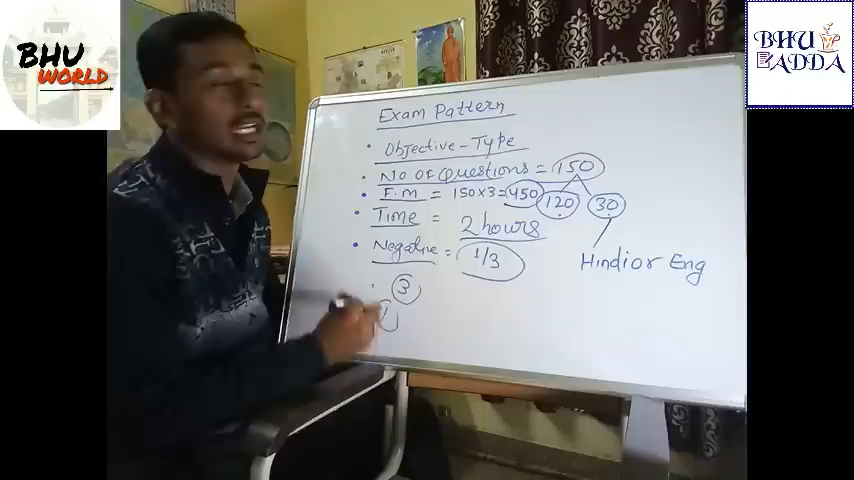 BHU
WORLD
BHU
ADDA
Exam Pattern
Objective-Type
No Of Questions = 150
F.M = 150x3=450 120 30
Time = 2 hours
Hindi or Eng
Negative = 1/3
3